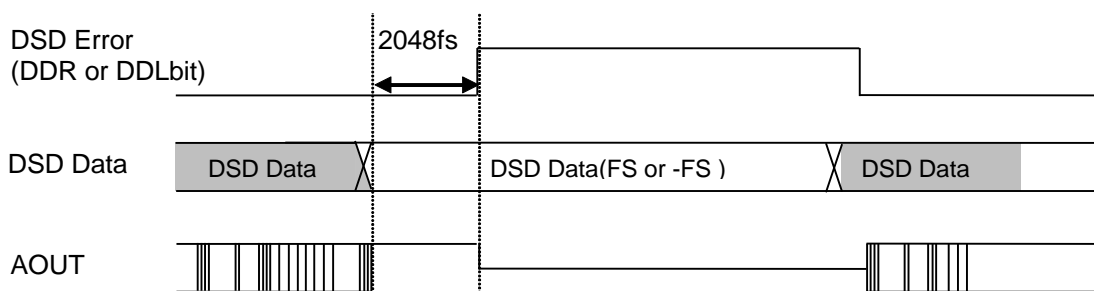 DSD Error
(DDR or DDLbit)
2048fs
DSD Data
DSD Data
DSD Data(FS or -FS )
DSD Data
AOUT